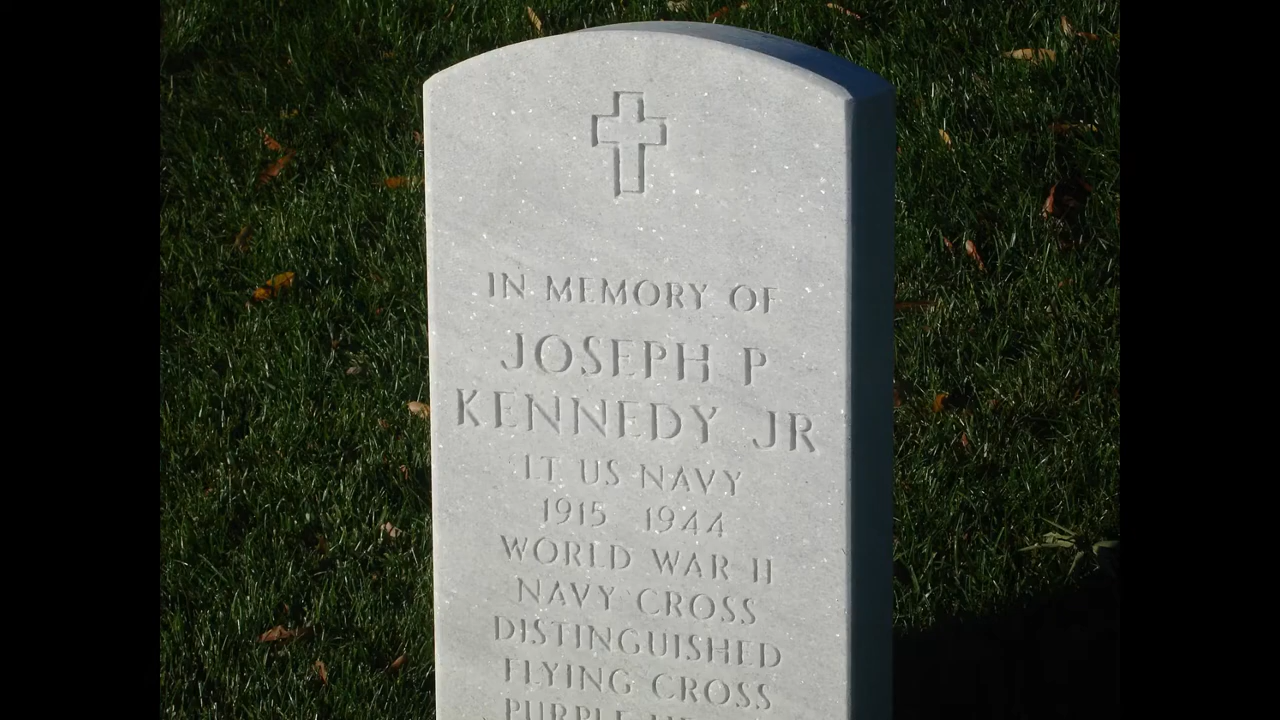 IN MEMORY OF
JOSEPH P
KENNEDY JR
LT US NAVY
1915 1944
WORLD WAR II
NAVY CROSS
DISTINGUISHED
FLYING CROSS
PURPLE